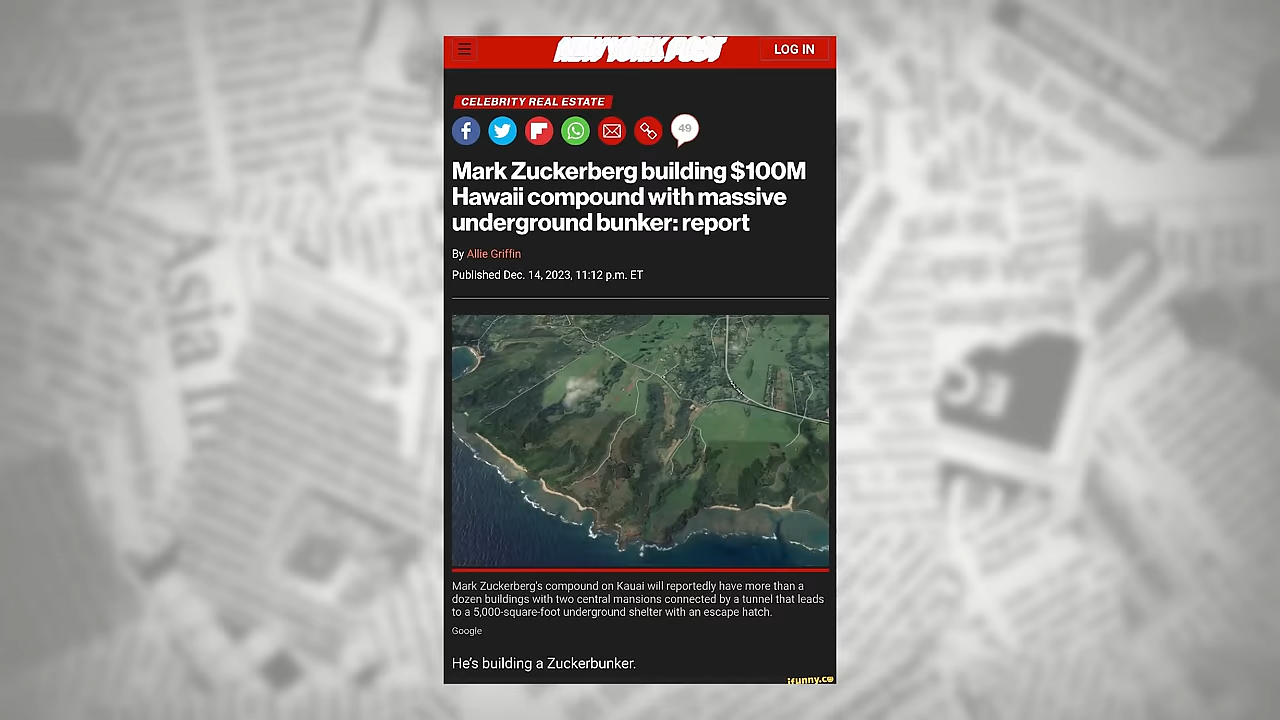 NEW YORK POST
LOG IN
CELEBRITY REAL ESTATE
49
Mark Zuckerberg building $100M
Hawaii compound with massive
underground bunker: report
By Allie Griffin
Published Dec. 14, 2023, 11:12 p.m. ET
Mark Zuckerberg's compound on Kauai will reportedly have more than a
dozen buildings with two central mansions connected by a tunnel that leads
to a 5,000-square-foot underground shelter with an escape hatch.
Google
He's building a Zuckerbunker.
ifunny.co
Asia